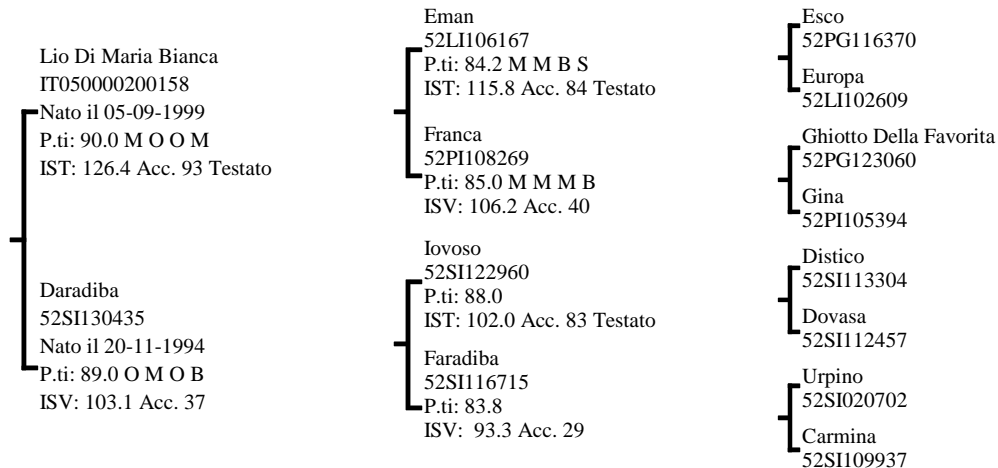 Lio Di Maria Bianca
IT050000200158
Nato il 05-09-1999
P.ti: 90.0 M O O M
IST: 126.4 Acc. 93 Testato
Daradiba
52SI130435
Nato il 20-11-1994
P.ti: 89.0 O M O B
ISV: 103.1 Acc. 37
Eman
52LI106167
P.ti: 84.2 M M B S
IST: 115.8 Acc. 84 Testato
Franca
52PI108269
P.ti: 85.0 M M M B
ISV: 106.2 Acc. 40
Iovoso
52SI122960
P.ti: 88.0
IST: 102.0 Acc. 83 Testato
Faradiba
52SI116715
P.ti: 83.8
ISV: 93.3 Acc. 29
Esco
52PG116370
Europa
52LI102609
Ghiotto Della Favorita
52PG123060
Gina
52PI105394
Distico
52SI113304
Dovasa
52SI112457
Urpino
52SI020702
Carmina
52SI109937